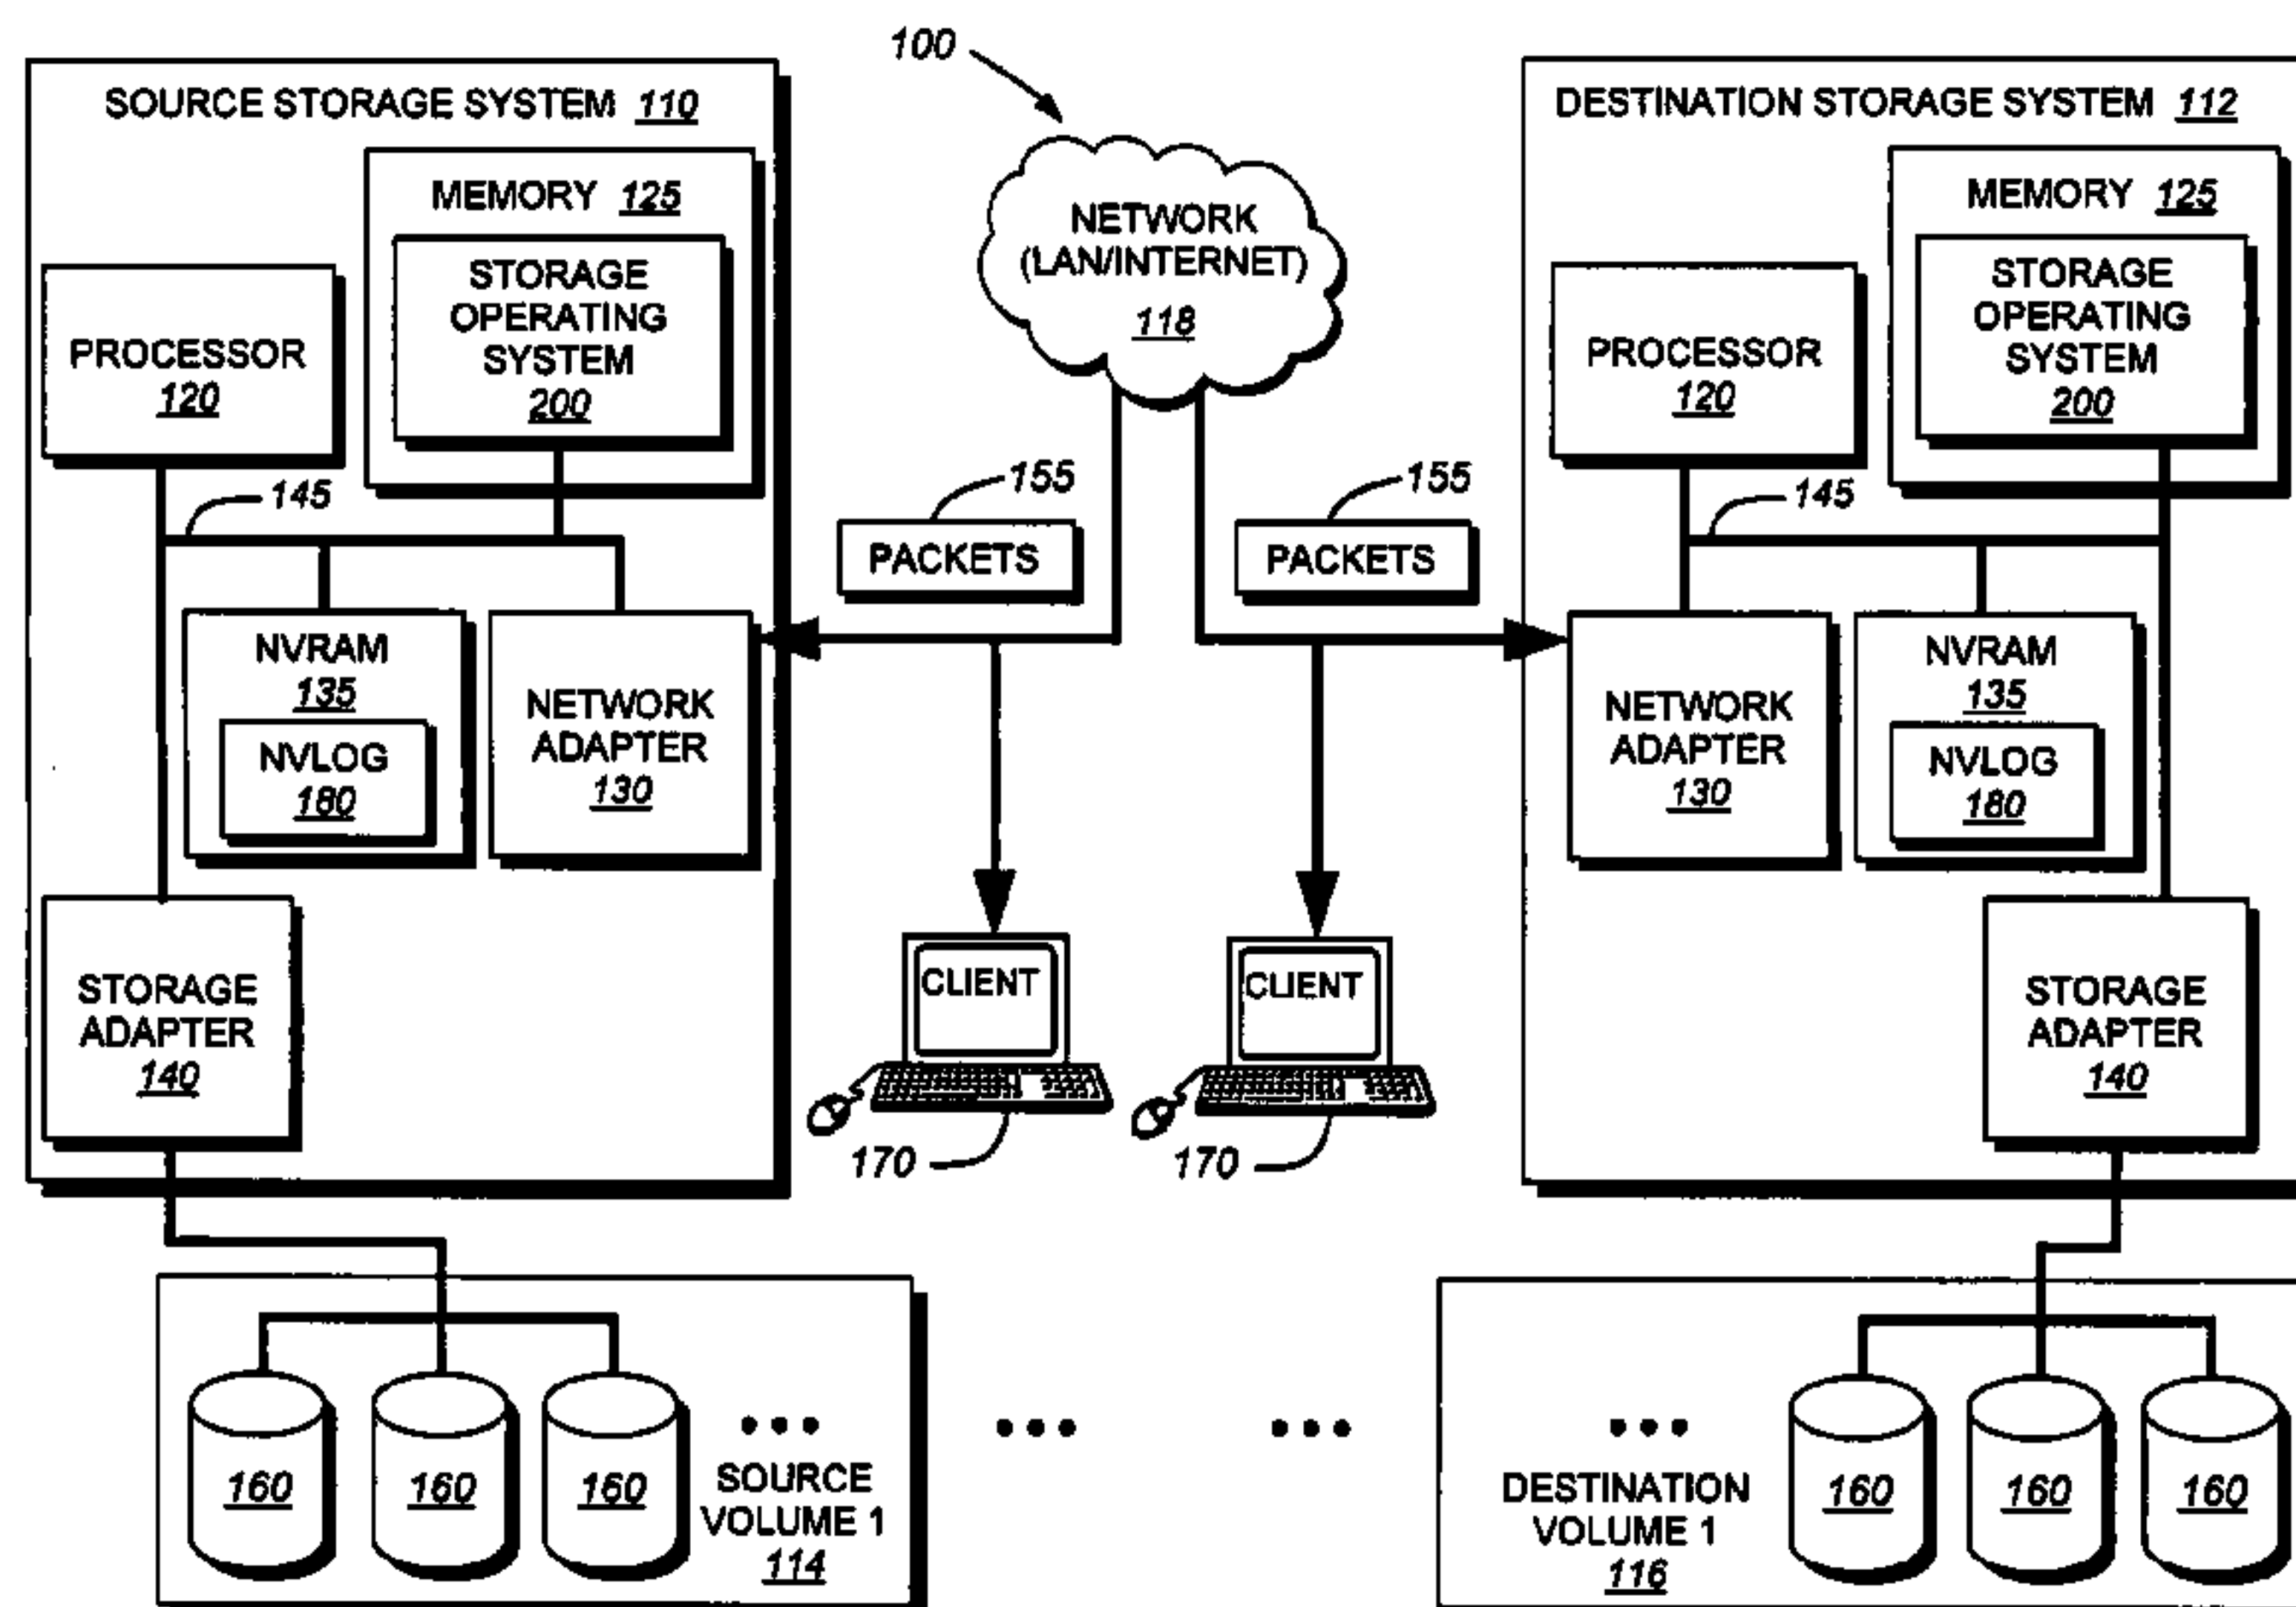 100
SOURCE STORAGE SYSTEM 110
MEMORY 125
STORAGE
OPERATING
SYSTEM
200
PROCESSOR
120
145
NVRAM
135
NVLOG
180
NETWORK
ADAPTER
130
STORAGE
ADAPTER
140
NETWORK
(LAN/INTERNET)
118
155
PACKETS
155
PACKETS
CLIENT
170
CLIENT
170
DESTINATION STORAGE SYSTEM 112
MEMORY 125
STORAGE
OPERATING
SYSTEM
200
PROCESSOR
120
145
NETWORK
ADAPTER
130
NVRAM
135
NVLOG
180
STORAGE
ADAPTER
140
160
160
160
...
SOURCE
VOLUME 1
114
...
...
...
DESTINATION
VOLUME 1
116
160
160
160